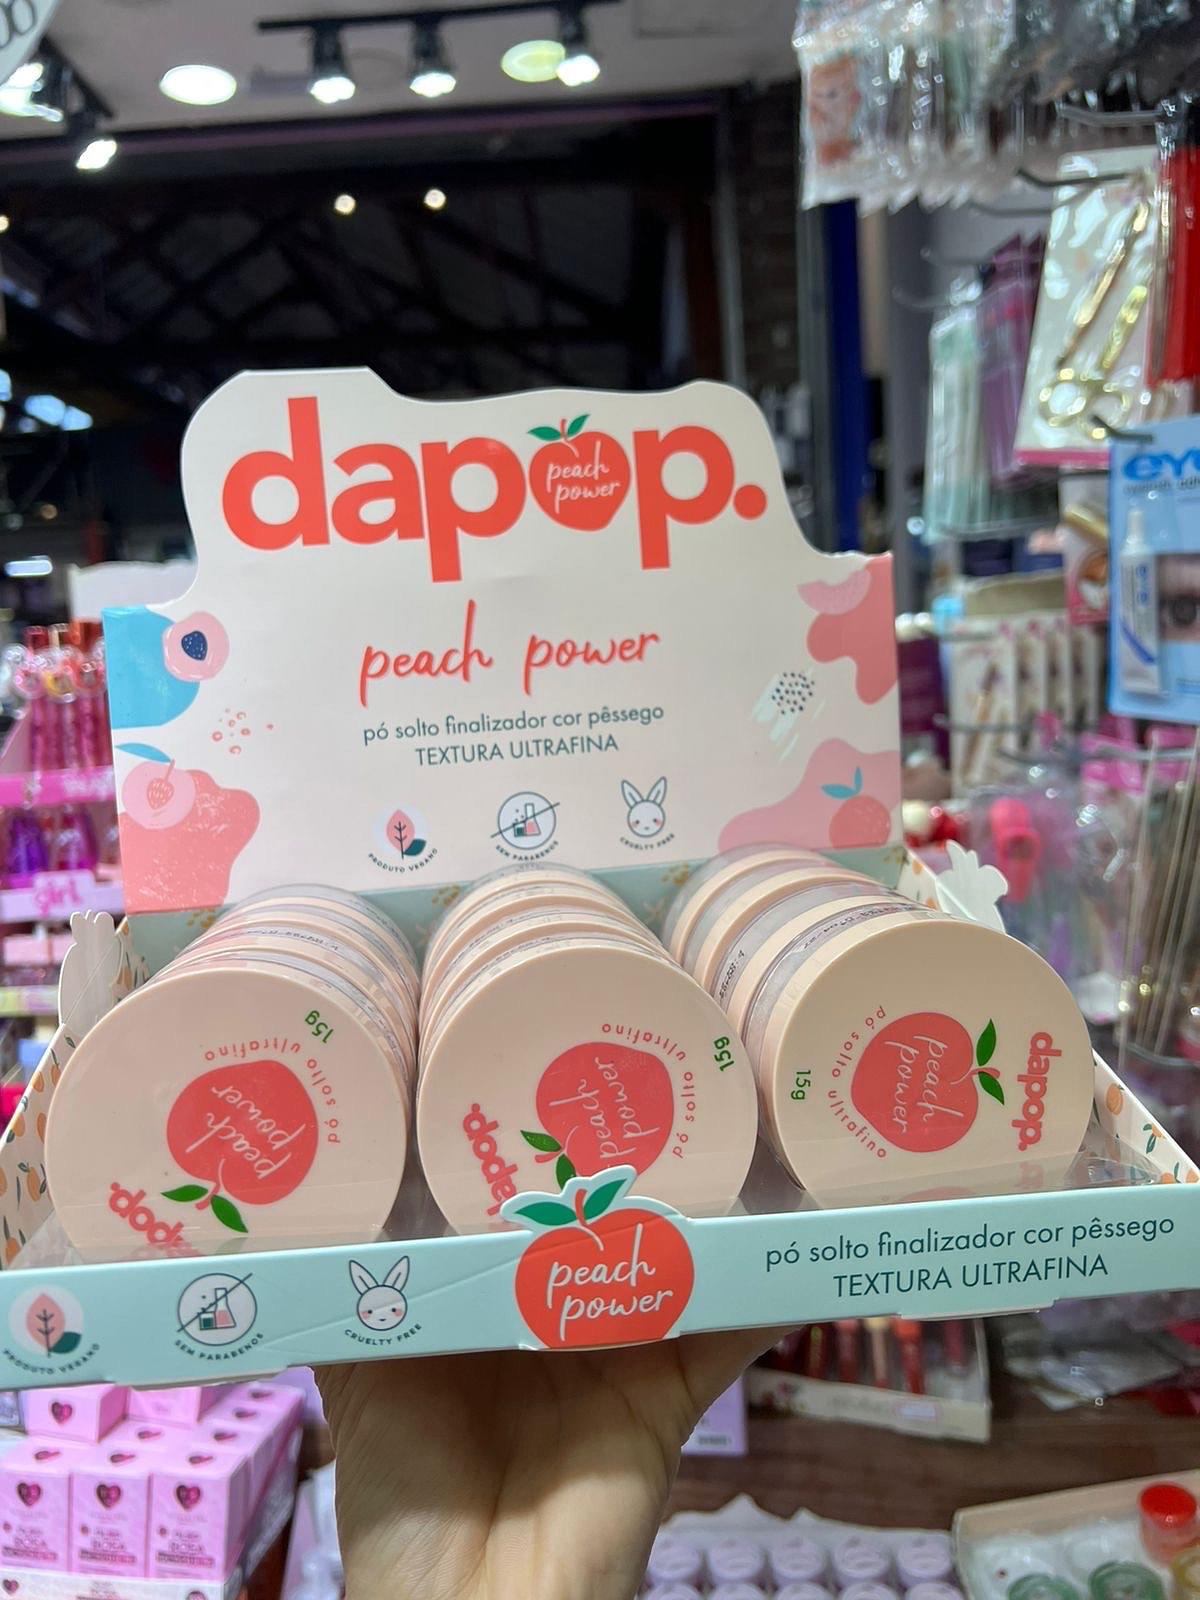 dapop.
peach
power
peach power
pó solto finalizador cor pêssego
TEXTURA ULTRAFINA
PRODUTO VEGANO
SEM PARABENOS
CRUELTY FREE
15g
pó solto ultrafino
peach
power
dapop.
15g
pó solto ultrafino
peach
power
dapop.
15g
pó solto ultrafino
peach
power
dapop.
PRODUTO VEGANO
SEM PARABENOS
CRUELTY FREE
peach
power
pó solto finalizador cor pêssego
TEXTURA ULTRAFINA
girl